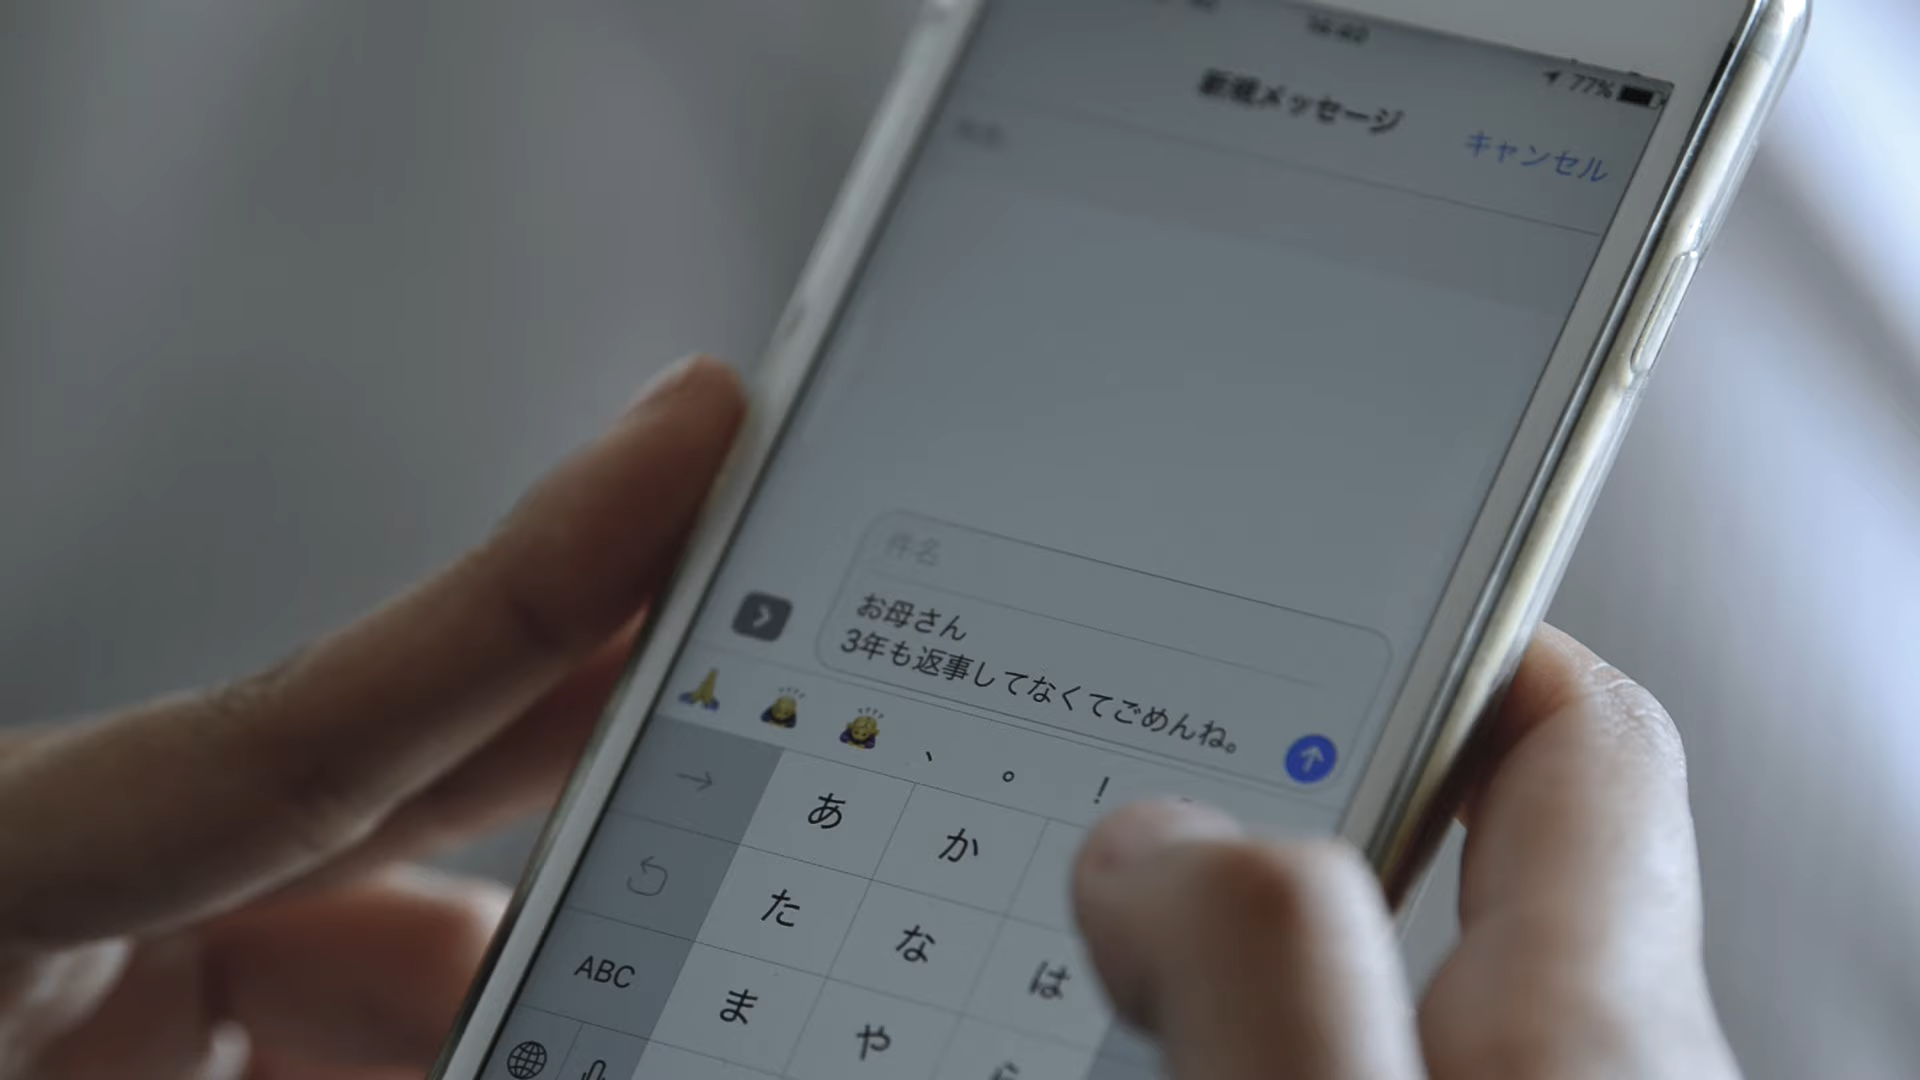 77%
新規メッセージ
キャンセル
件名
お母さん
3年も返事してなくてごめんね。
、 。 !
→
あ か
た な は
ABC
ま や ら